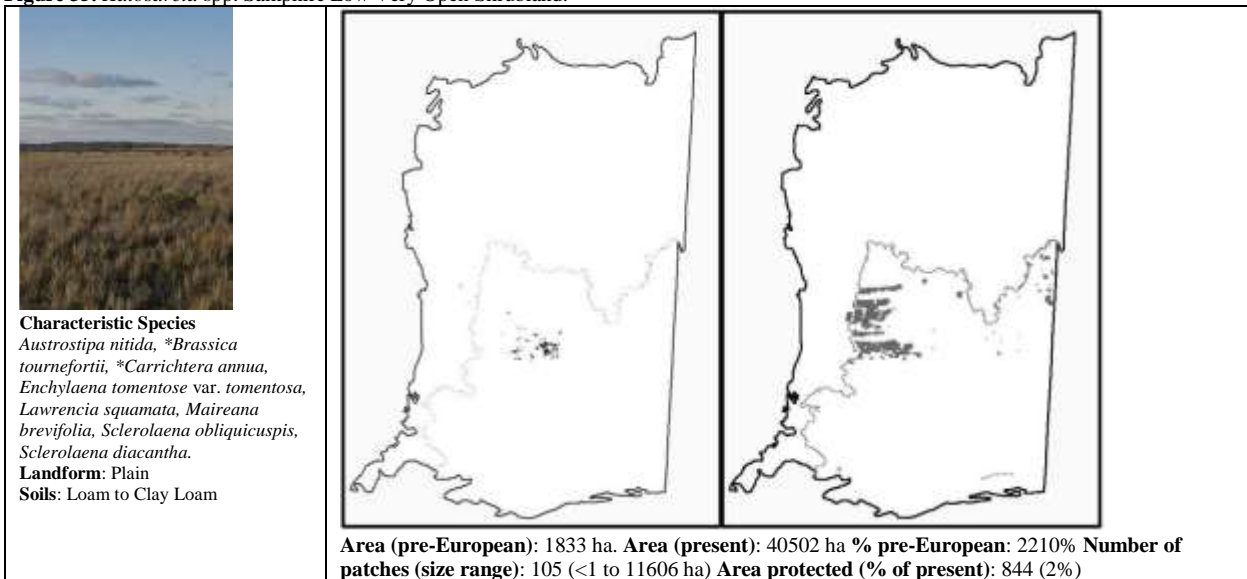 Characteristic Species
Austrostipa nitida, *Brassica
tournefortii, *Carrichtera annua,
Enchylaena tomentose var. tomentosa,
Lawrencia squamata, Maireana
brevifolia, Sclerolaena obliquicuspis,
Sclerolaena diacantha.
Landform: Plain
Soils: Loam to Clay Loam
Area (pre-European): 1833 ha. Area (present): 40502 ha % pre-European: 2210% Number of
patches (size range): 105 (<1 to 11606 ha) Area protected (% of present): 844 (2%)